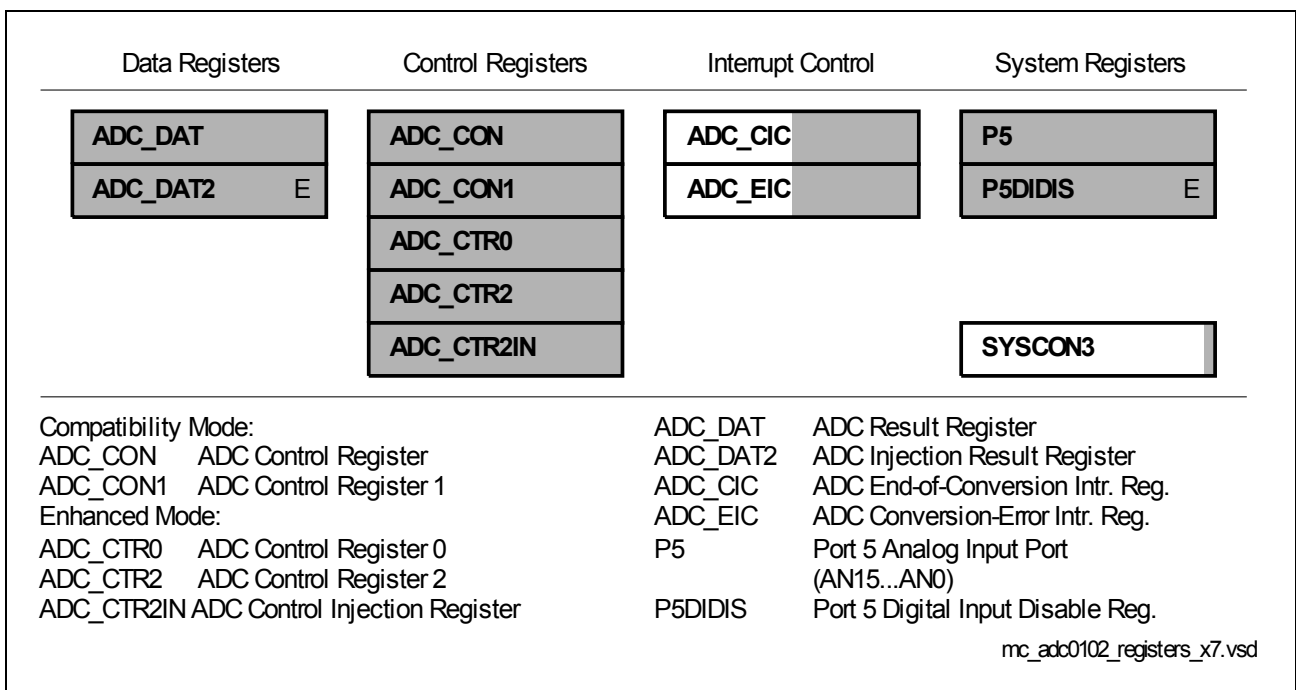 Data Registers Control Registers Interrupt Control System Registers
ADC_DAT ADC_CON ADC_CIC P5
ADC_DAT2 E ADC_CON1 ADC_EIC P5DIDIS E
ADC_CTR0
ADC_CTR2
ADC_CTR2IN SYSCON3
Compatibility Mode: ADC_DAT ADC Result Register
ADC_CON ADC Control Register ADC_DAT2 ADC Injection Result Register
ADC_CON1 ADC Control Register 1 ADC_CIC ADC End-of-Conversion Intr. Reg.
Enhanced Mode: ADC_EIC ADC Conversion-Error Intr. Reg.
ADC_CTR0 ADC Control Register 0 P5 Port 5 Analog Input Port
ADC_CTR2 ADC Control Register 2 (AN15...AN0)
ADC_CTR2IN ADC Control Injection Register P5DIDIS Port 5 Digital Input Disable Reg.
mc_adc0102_registers_x7.vsd